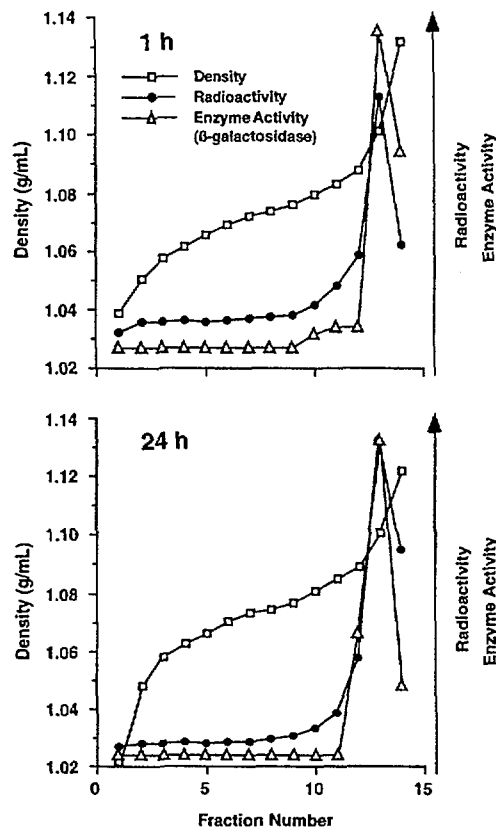 1 h
Density
Radioactivity
Enzyme Activity
(ß-galactosidase)
1.14
1.12
1.10
1.08
1.06
1.04
1.02
Density (g/mL)
Radioactivity
Enzyme Activity
24 h
1.14
1.12
1.10
1.08
1.06
1.04
1.02
Density (g/mL)
Radioactivity
Enzyme Activity
0
5
10
15
Fraction Number